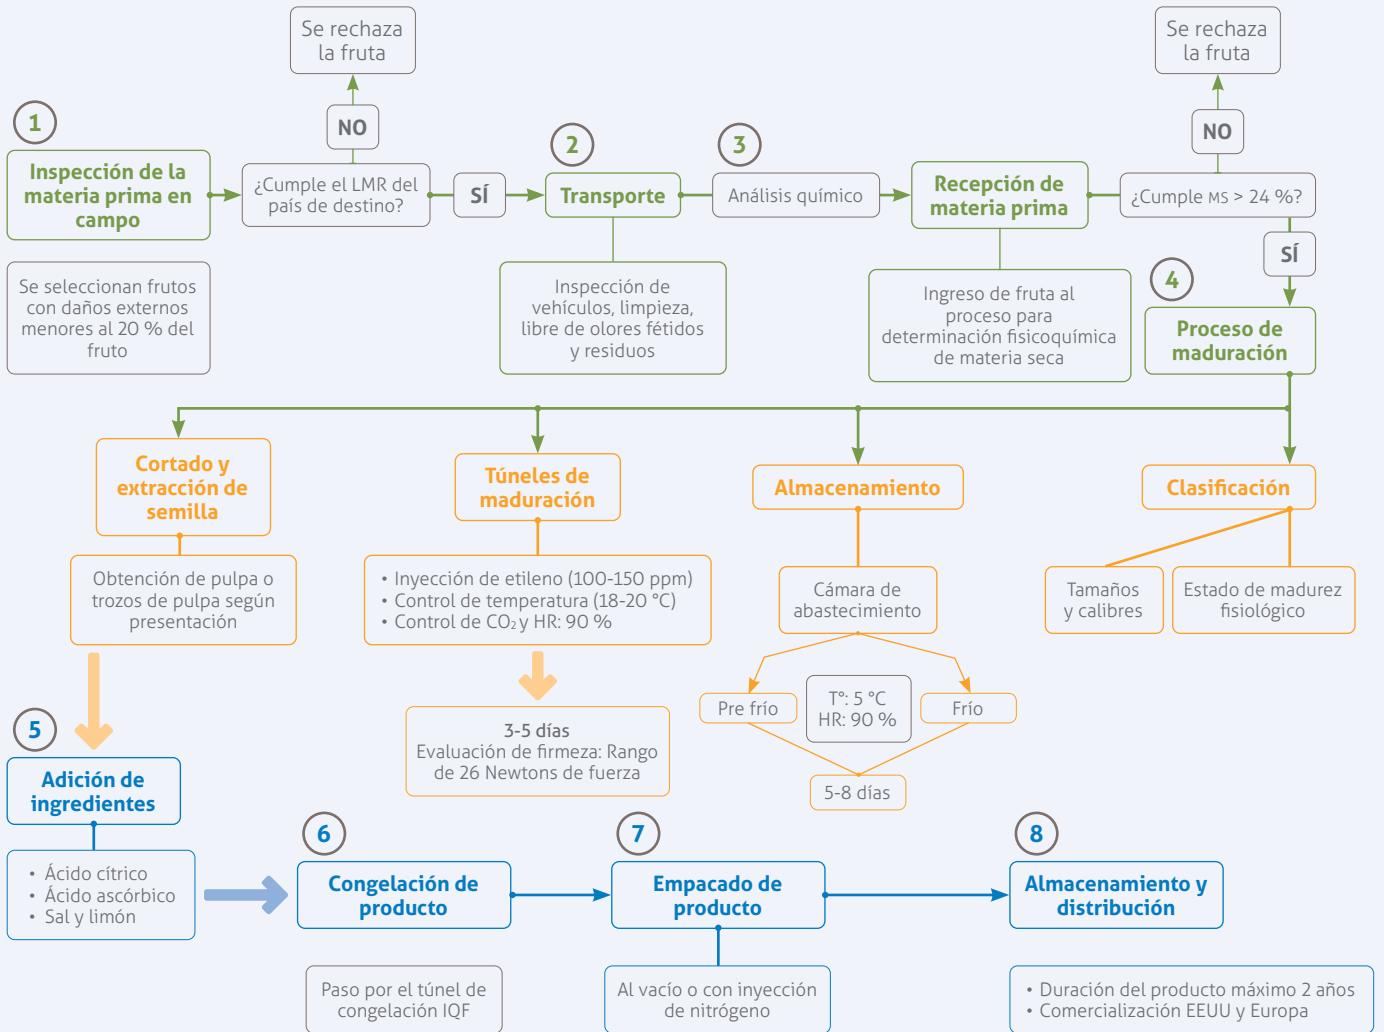 Se rechaza
la fruta
Se rechaza
la fruta
NO
NO
1
2
3
Inspección de la
materia prima en
campo
¿Cumple el LMR del
país de destino?
SÍ
Transporte
Análisis químico
Recepción de
materia prima
¿Cumple MS > 24 %?
SÍ
Se seleccionan frutos
con daños externos
menores al 20 % del
fruto
Inspección de
vehículos, limpieza,
libre de olores fétidos
y residuos
Ingreso de fruta al
proceso para
determinación fisicoquímica
de materia seca
4
Proceso de
maduración
Cortado y
extracción de
semilla
Túneles de
maduración
Almacenamiento
Clasificación
Obtención de pulpa o
trozos de pulpa según
presentación
• Inyección de etileno (100-150 ppm)
• Control de temperatura (18-20 °C)
• Control de CO₂ y HR: 90 %
Cámara de
abastecimiento
Tamaños
y calibres
Estado de madurez
fisiológico
3-5 días
Evaluación de firmeza: Rango
de 26 Newtons de fuerza
Pre frío
T°: 5 °C
HR: 90 %
Frío
5-8 días
5
Adición de
ingredientes
• Ácido cítrico
• Ácido ascórbico
• Sal y limón
6
Congelación de
producto
7
Empacado de
producto
8
Almacenamiento y
distribución
Paso por el túnel de
congelación IQF
Al vacío o con inyección
de nitrógeno
• Duración del producto máximo 2 años
• Comercialización EEUU y Europa